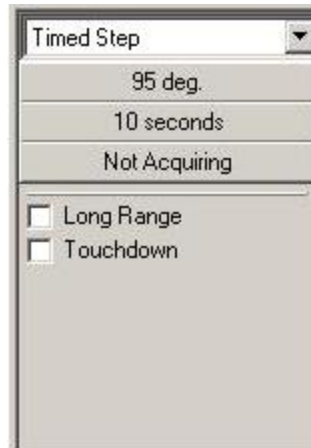 Timed Step
95 deg.
10 seconds
Not Acquiring
Long Range
Touchdown